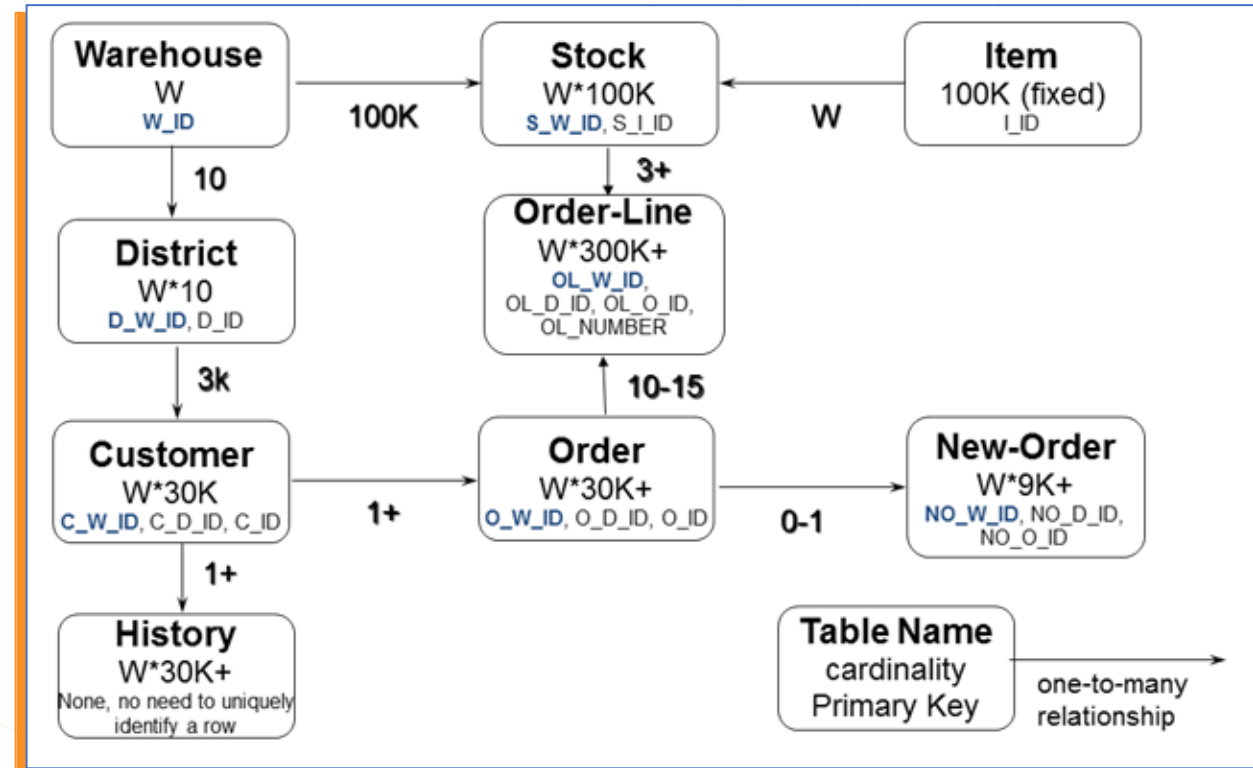 Warehouse
W
W_ID
100K
Stock
W*100K
S_W_ID, S_I_ID
W
Item
100K (fixed)
I_ID
10
3+
District
W*10
D_W_ID, D_ID
Order-Line
W*300K+
OL_W_ID,
OL_D_ID, OL_O_ID,
OL_NUMBER
3k
10-15
Customer
W*30K
C_W_ID, C_D_ID, C_ID
1+
Order
W*30K+
O_W_ID, O_D_ID, O_ID
0-1
New-Order
W*9K+
NO_W_ID, NO_D_ID,
NO_O_ID
1+
History
W*30K+
None, no need to uniquely
identify a row
Table Name
cardinality
Primary Key
one-to-many
relationship